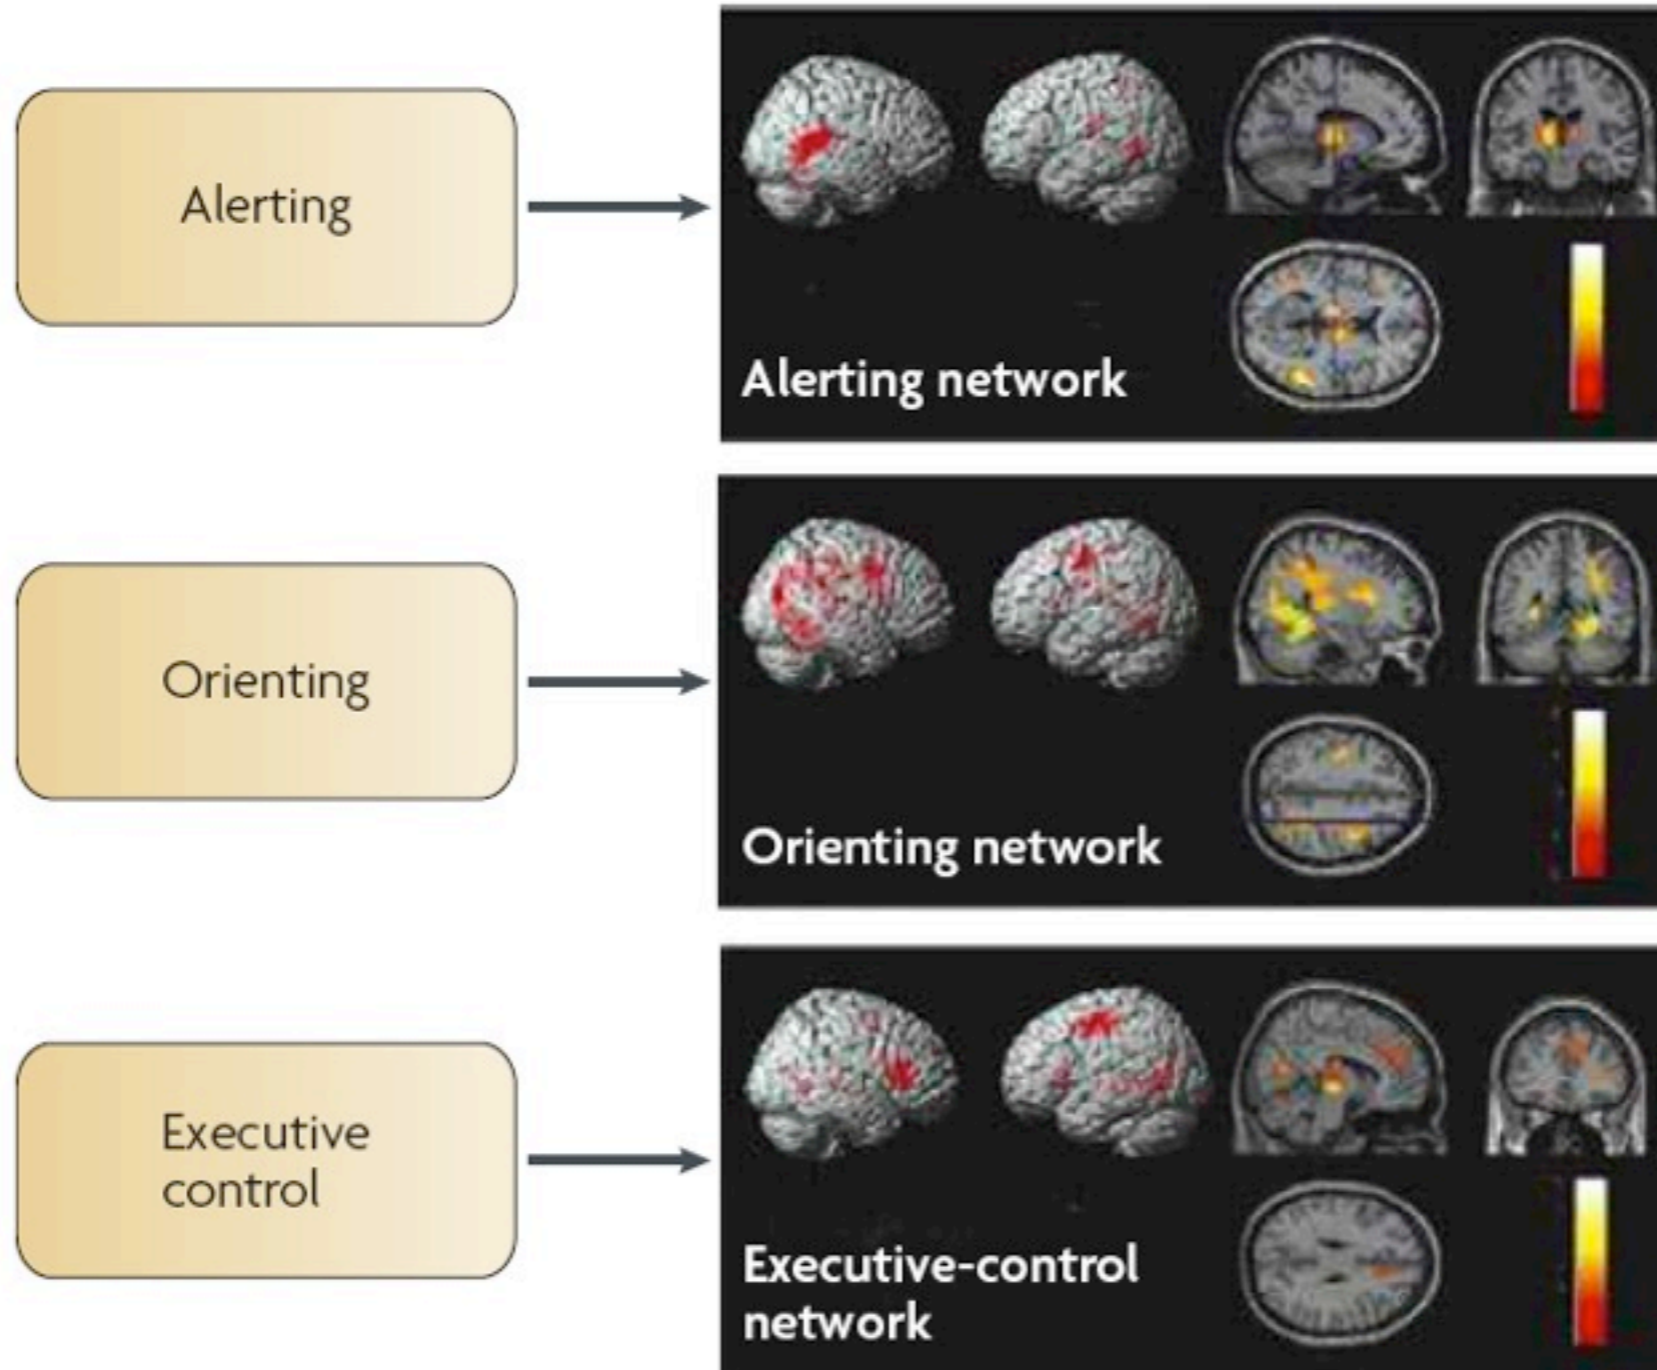 Alerting
Alerting network
Orienting
Orienting network
Executive
control
Executive-control
network